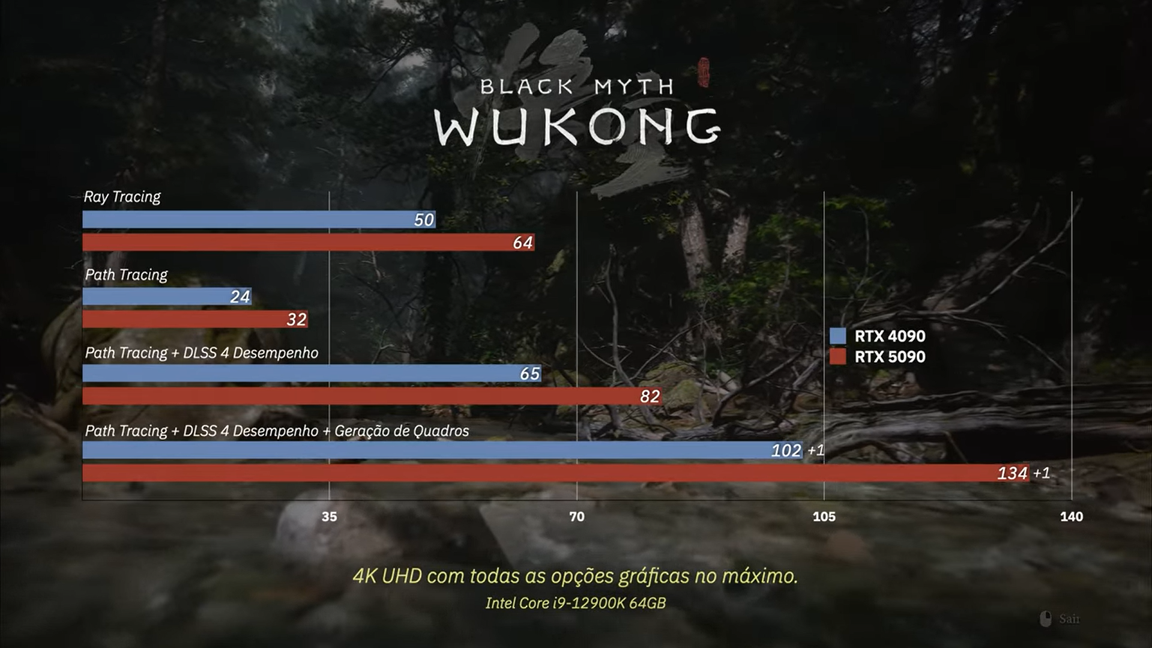 BLACK MYTH
WUKONG
Ray Tracing
50
64
Path Tracing
24
32
Path Tracing + DLSS 4 Desempenho
65
82
RTX 4090
RTX 5090
Path Tracing + DLSS 4 Desempenho + Geração de Quadros
102 +1
134 +1
35 70 105 140
4K UHD com todas as opções gráficas no máximo.
Intel Core i9-12900K 64GB
Sair